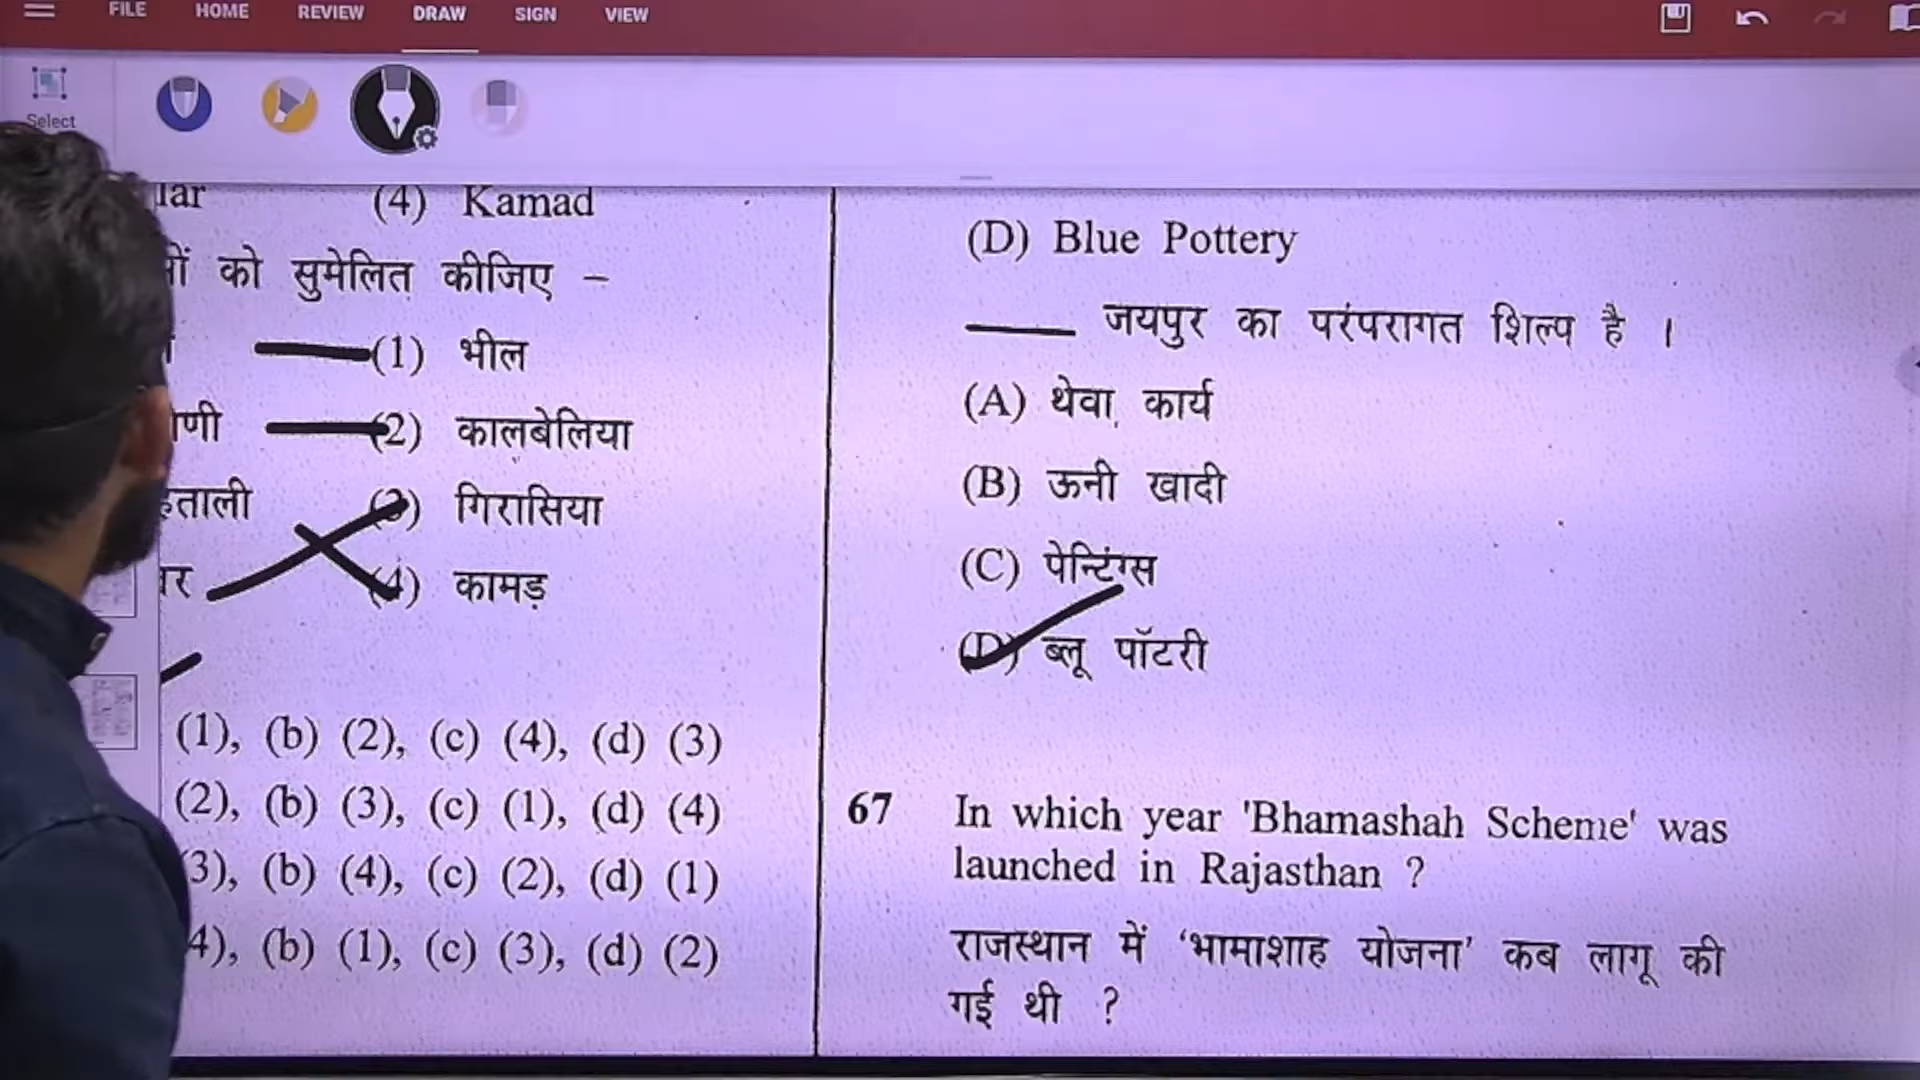 FILE HOME REVIEW DRAW SIGN VIEW
Select
(4) Kamad
को सुमेलित कीजिए –
(1) भील
(2) कालबेलिया
(3) गिरासिया
(4) कामड़
(1), (b) (2), (c) (4), (d) (3)
(2), (b) (3), (c) (1), (d) (4)
3), (b) (4), (c) (2), (d) (1)
4), (b) (1), (c) (3), (d) (2)
(D) Blue Pottery
____ जयपुर का परंपरागत शिल्प है ।
(A) थेवा कार्य
(B) ऊनी खादी
(C) पेन्टिंग्स
(D) ब्लू पॉटरी
67 In which year 'Bhamashah Scheme' was
launched in Rajasthan ?
राजस्थान में ‘भामाशाह योजना’ कब लागू की
गई थी ?